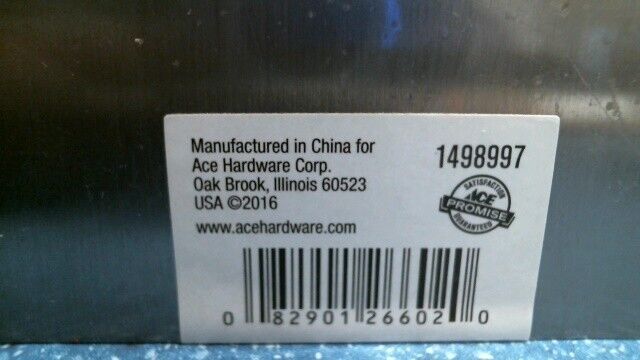 Manufactured in China for
Ace Hardware Corp.
Oak Brook, Illinois 60523
USA ©2016
www.acehardware.com
1498997
SATISFACTION
ACE
PROMISE
GUARANTEED
0 82901 26602 0